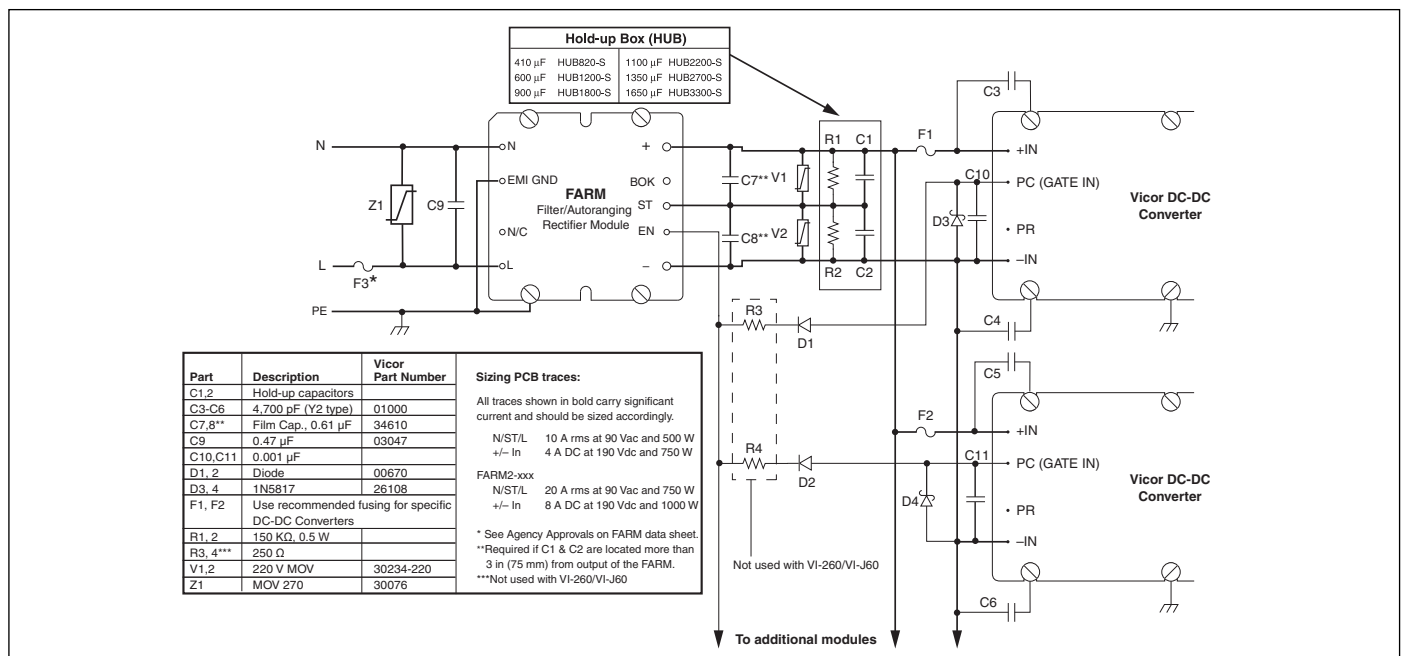 Hold-up Box (HUB)
410 µF HUB820-S 1100 µF HUB2200-S
600 µF HUB1200-S 1350 µF HUB2700-S
900 µF HUB1800-S 1650 µF HUB3300-S
N
Z1
C9
L
F3*
PE
N
EMI GND
N/C
L
FARM
Filter/Autoranging
Rectifier Module
+
BOK
ST
EN
–
C7**
C8**
V1
V2
R1
C1
R2
C2
F1
C3
C10
D3
+IN
PC (GATE IN)
PR
–IN
Vicor DC-DC
Converter
C4
R3
D1
C5
F2
R4
D2
C11
D4
+IN
PC (GATE IN)
PR
–IN
Vicor DC-DC
Converter
C6
Not used with VI-260/VI-J60
To additional modules
Part Description Vicor Part Number
C1,2 Hold-up capacitors
C3-C6 4,700 pF (Y2 type) 01000
C7,8** Film Cap., 0.61 µF 34610
C9 0.47 µF 03047
C10,C11 0.001 µF
D1, 2 Diode 00670
D3, 4 1N5817 26108
F1, F2 Use recommended fusing for specific
DC-DC Converters
R1, 2 150 KΩ, 0.5 W
R3, 4*** 250 Ω
V1,2 220 V MOV 30234-220
Z1 MOV 270 30076
Sizing PCB traces:
All traces shown in bold carry significant
current and should be sized accordingly.
N/ST/L 10 A rms at 90 Vac and 500 W
+/– In 4 A DC at 190 Vdc and 750 W
FARM2-xxx
N/ST/L 20 A rms at 90 Vac and 750 W
+/– In 8 A DC at 190 Vdc and 1000 W
* See Agency Approvals on FARM data sheet.
**Required if C1 & C2 are located more than
3 in (75 mm) from output of the FARM.
***Not used with VI-260/VI-J60